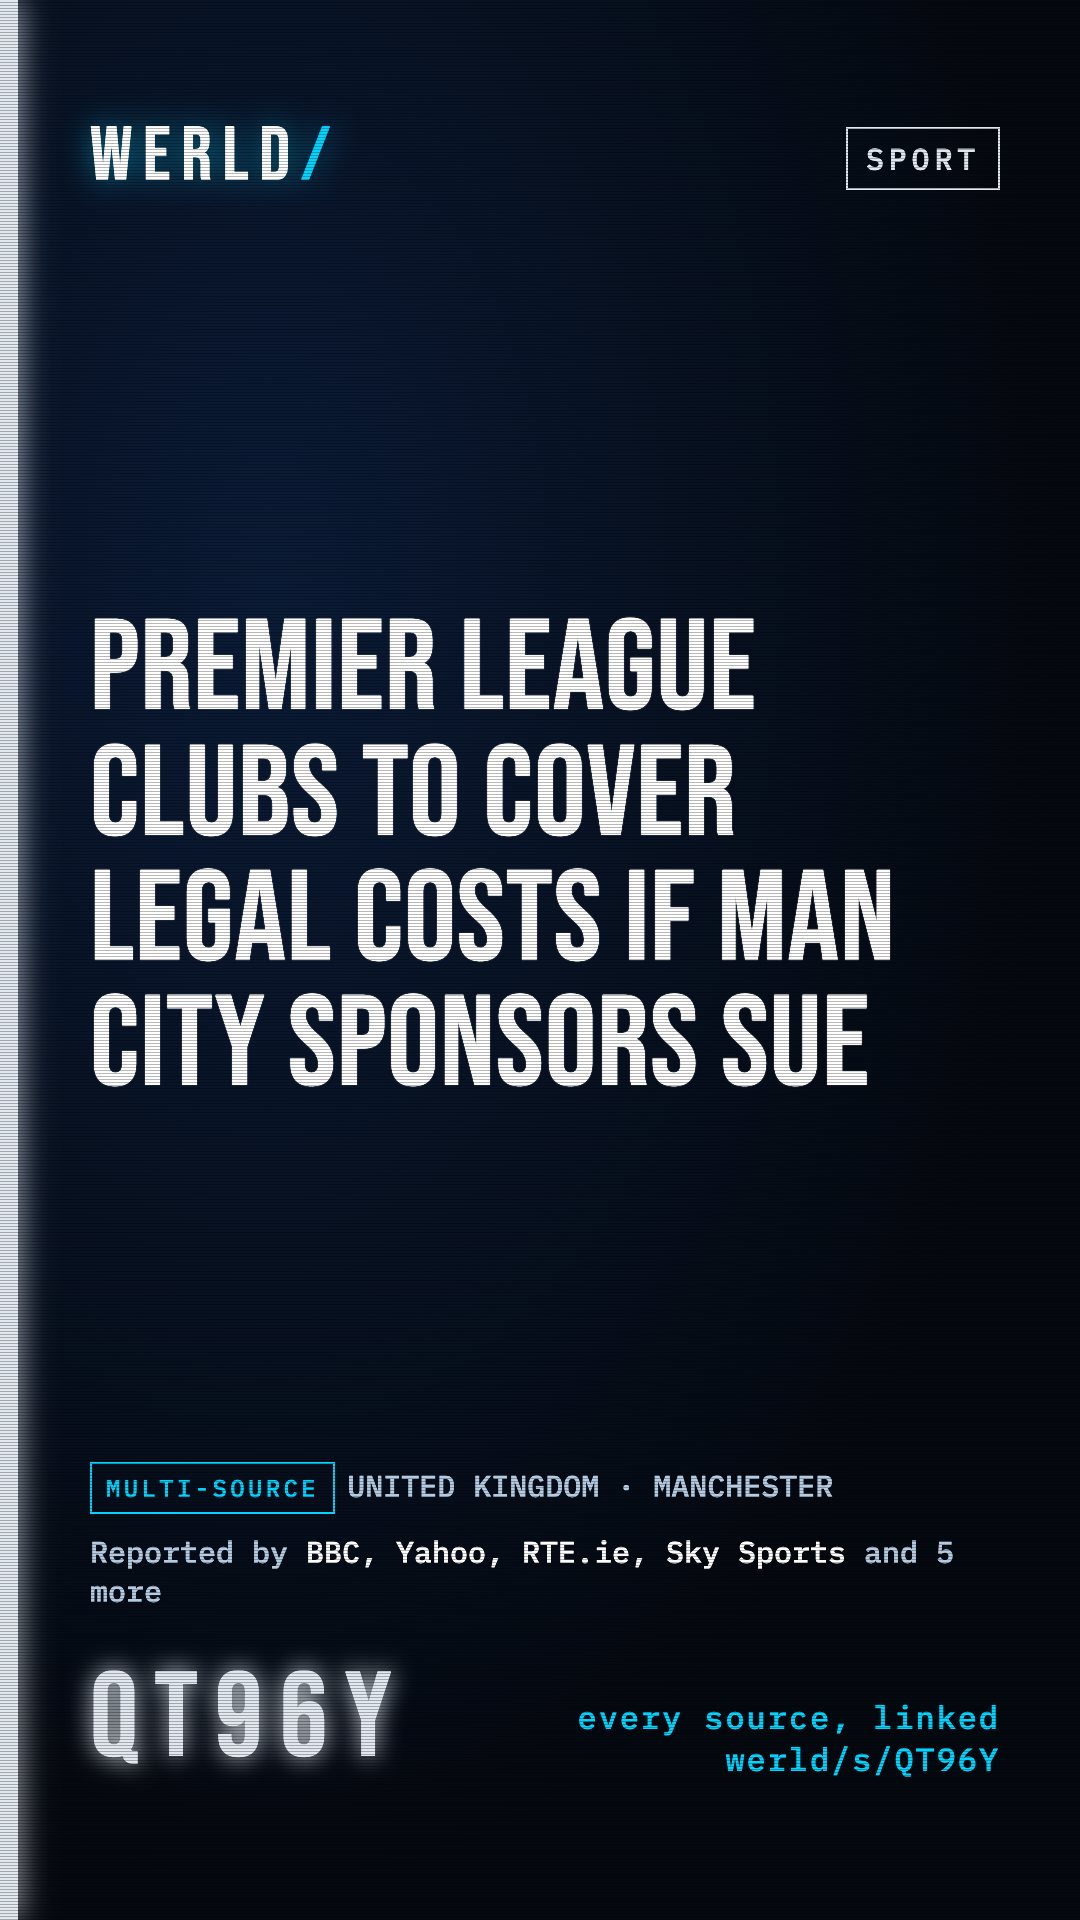 WERLD/
SPORT
PREMIER LEAGUE
CLUBS TO COVER
LEGAL COSTS IF MAN
CITY SPONSORS SUE
MULTI-SOURCE UNITED KINGDOM · MANCHESTER
Reported by BBC, Yahoo, RTE.ie, Sky Sports and 5
more
QT96Y
every source, linked
werld/s/QT96Y